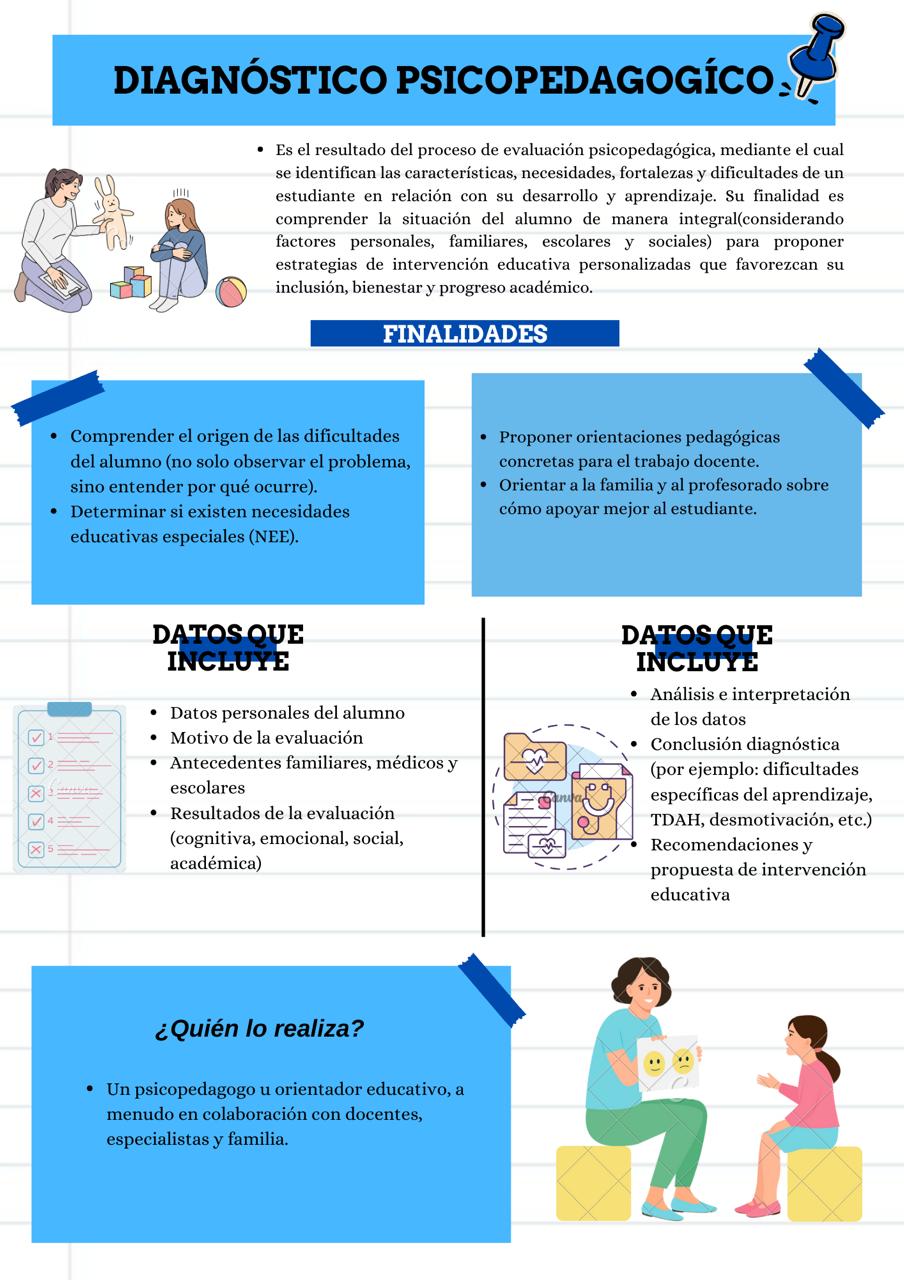 DIAGNÓSTICO PSICOPEDAGOGÍCO
• Es el resultado del proceso de evaluación psicopedagógica, mediante el cual
se identifican las características, necesidades, fortalezas y dificultades de un
estudiante en relación con su desarrollo y aprendizaje. Su finalidad es
comprender la situación del alumno de manera integral(considerando
factores personales, familiares, escolares y sociales) para proponer
estrategias de intervención educativa personalizadas que favorezcan su
inclusión, bienestar y progreso académico.
FINALIDADES
• Comprender el origen de las dificultades
del alumno (no solo observar el problema,
sino entender por qué ocurre).
• Determinar si existen necesidades
educativas especiales (NEE).
• Proponer orientaciones pedagógicas
concretas para el trabajo docente.
• Orientar a la familia y al profesorado sobre
cómo apoyar mejor al estudiante.
DATOS QUE
INCLUYE
1
2
3
4
5
• Datos personales del alumno
• Motivo de la evaluación
• Antecedentes familiares, médicos y
escolares
• Resultados de la evaluación
(cognitiva, emocional, social,
académica)
DATOS QUE
INCLUYE
Canva
• Análisis e interpretación
de los datos
• Conclusión diagnóstica
(por ejemplo: dificultades
específicas del aprendizaje,
TDAH, desmotivación, etc.)
• Recomendaciones y
propuesta de intervención
educativa
¿Quién lo realiza?
• Un psicopedagogo u orientador educativo, a
menudo en colaboración con docentes,
especialistas y familia.